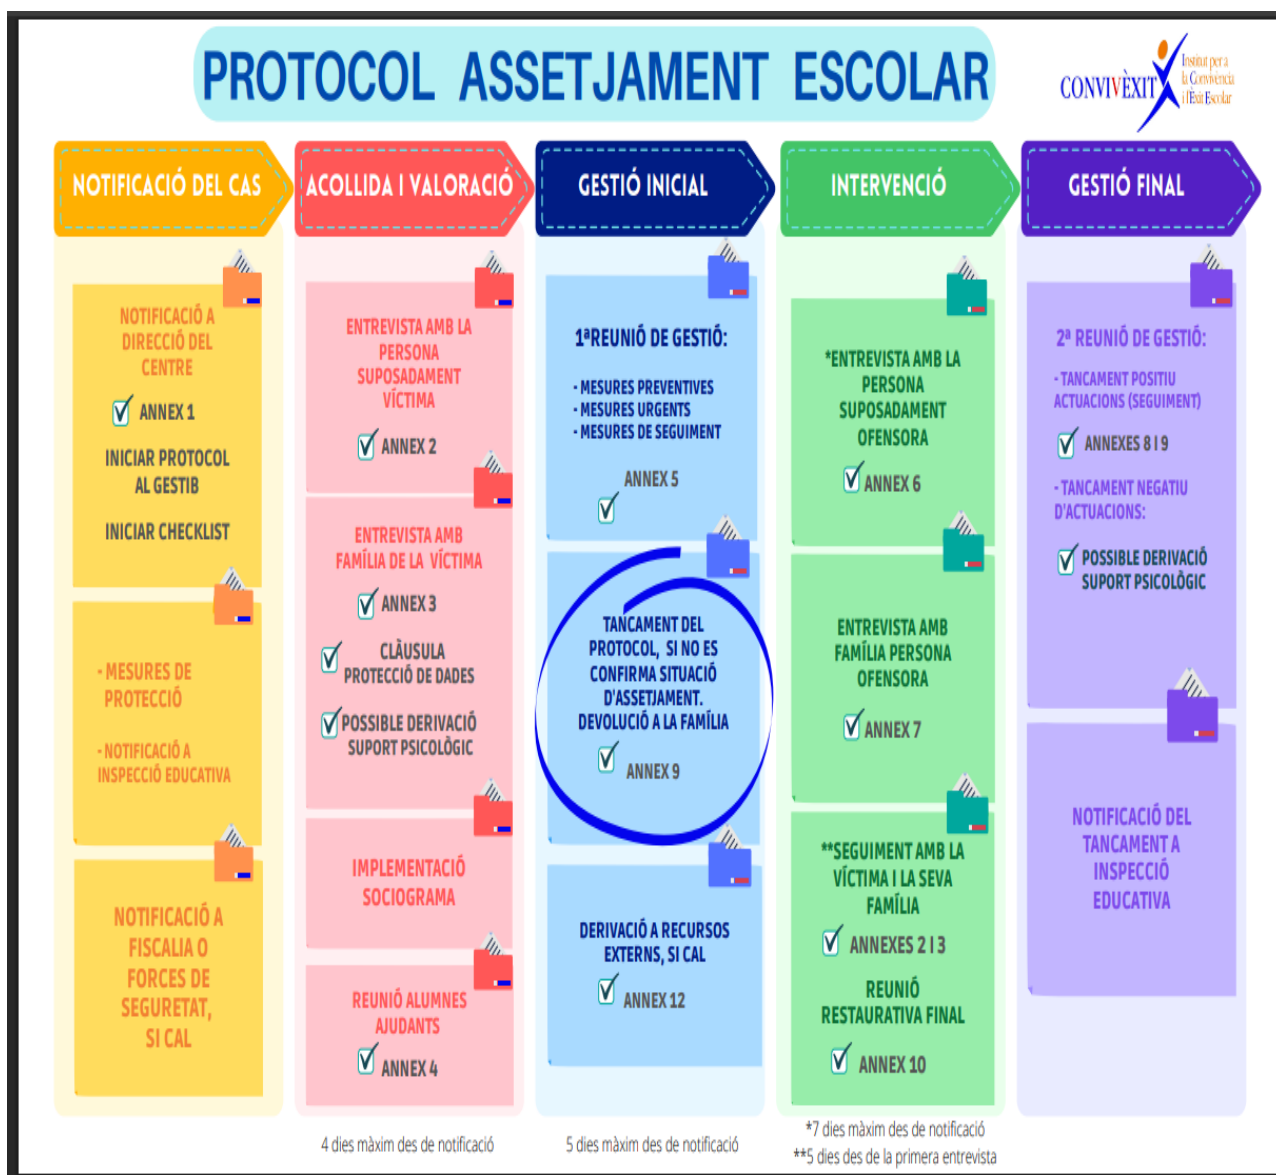 PROTOCOL ASSETJAMENT ESCOLAR
CONVIVÈXIT
Institut per a
la Convivència
i l'Èxit Escolar
NOTIFICACIÓ DEL CAS
NOTIFICACIÓ A
DIRECCIÓ DEL
CENTRE
ANNEX 1
INICIAR PROTOCOL
AL GESTIB
INICIAR CHECKLIST
- MESURES DE
PROTECCIÓ
- NOTIFICACIÓ A
INSPECCIÓ EDUCATIVA
NOTIFICACIÓ A
FISCALIA O
FORCES DE
SEGURETAT,
SI CAL
ACOLLIDA I VALORACIÓ
ENTREVISTA AMB LA
PERSONA
SUPOSADAMENT
VÍCTIMA
ANNEX 2
ENTREVISTA AMB
FAMÍLIA DE LA VÍCTIMA
ANNEX 3
CLÀUSULA
PROTECCIÓ DE DADES
POSSIBLE DERIVACIÓ
SUPORT PSICOLÒGIC
IMPLEMENTACIÓ
SOCIOGRAMA
REUNIÓ ALUMNES
AJUDANTS
ANNEX 4
4 dies màxim des de notificació
GESTIÓ INICIAL
1ªREUNIÓ DE GESTIÓ:
- MESURES PREVENTIVES
- MESURES URGENTS
- MESURES DE SEGUIMENT
ANNEX 5
TANCAMENT DEL
PROTOCOL, SI NO ES
CONFIRMA SITUACIÓ
D'ASSETJAMENT.
DEVOLUCIÓ A LA FAMÍLIA
ANNEX 9
DERIVACIÓ A RECURSOS
EXTERNS, SI CAL
ANNEX 12
5 dies màxim des de notificació
INTERVENCIÓ
*ENTREVISTA AMB LA
PERSONA
SUPOSADAMENT
OFENSORA
ANNEX 6
ENTREVISTA AMB
FAMÍLIA PERSONA
OFENSORA
ANNEX 7
**SEGUIMENT AMB LA
VÍCTIMA I LA SEVA
FAMÍLIA
ANNEXES 2 I 3
REUNIÓ
RESTAURATIVA FINAL
ANNEX 10
*7 dies màxim des de notificació
**5 dies des de la primera entrevista
GESTIÓ FINAL
2ª REUNIÓ DE GESTIÓ:
- TANCAMENT POSITIU
ACTUACIONS (SEGUIMENT)
ANNEXES 8 I 9
- TANCAMENT NEGATIU
D'ACTUACIONS:
POSSIBLE DERIVACIÓ
SUPORT PSICOLÒGIC
NOTIFICACIÓ DEL
TANCAMENT A
INSPECCIÓ
EDUCATIVA